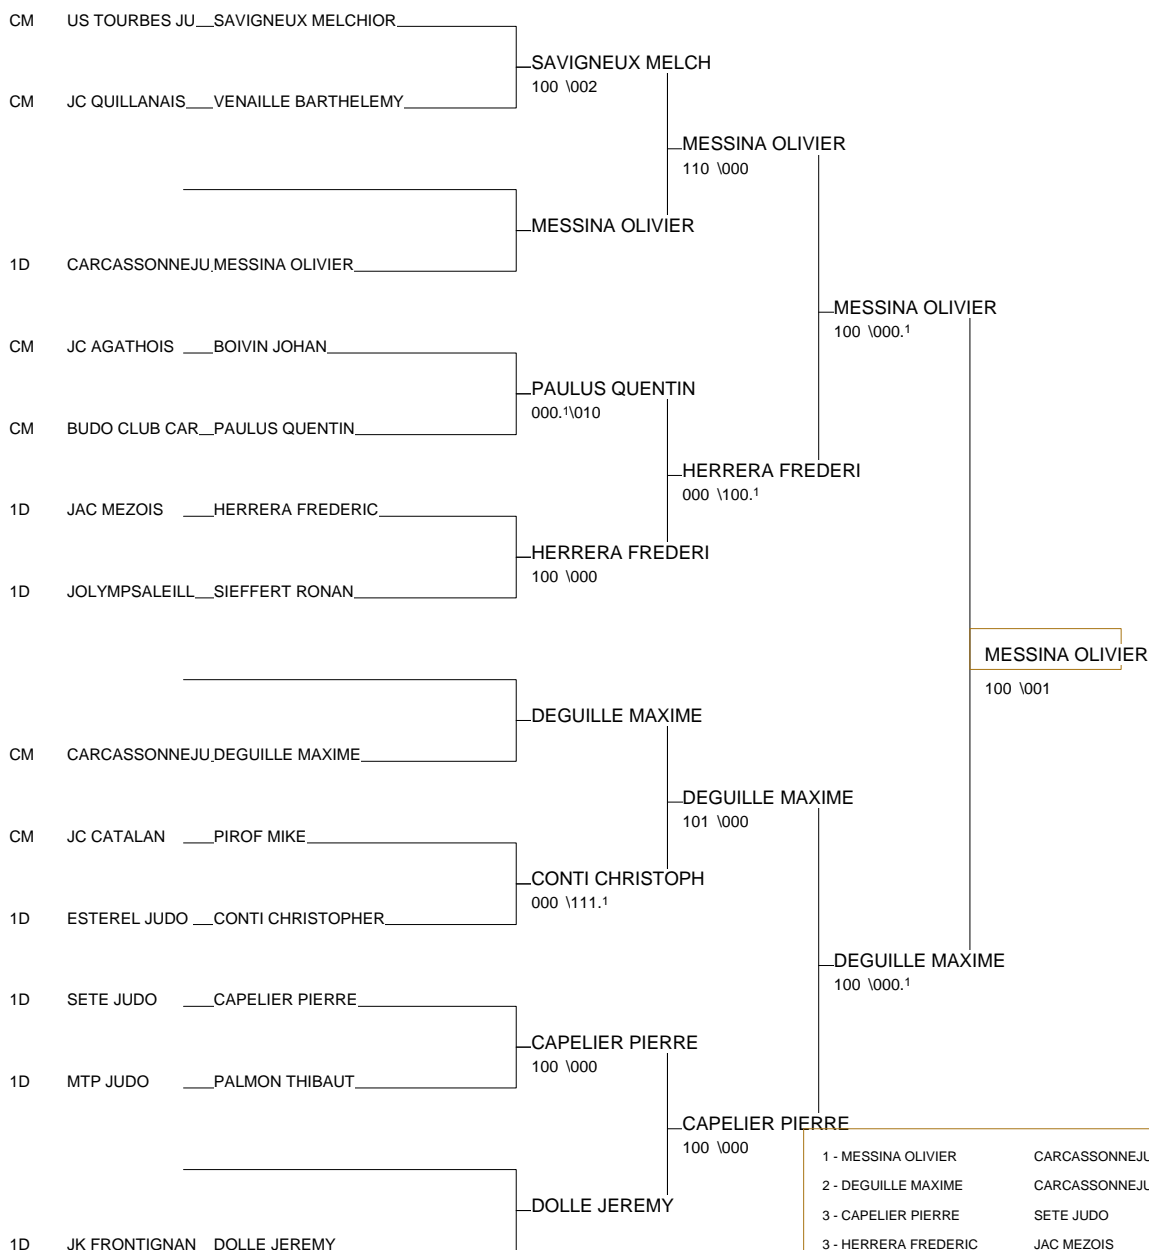 CM US TOURBES JU SAVIGNEUX MELCHIOR
SAVIGNEUX MELCH
100 \002
CM JC QUILLANAIS VENAILLE BARTHELEMY
MESSINA OLIVIER
110 \000
MESSINA OLIVIER
1D CARCASSONNEJU MESSINA OLIVIER
MESSINA OLIVIER
100 \000.1
CM JC AGATHOIS BOIVIN JOHAN
PAULUS QUENTIN
000.1\010
CM BUDO CLUB CAR PAULUS QUENTIN
HERRERA FREDERI
000 \100.1
1D JAC MEZOIS HERRERA FREDERIC
HERRERA FREDERI
100 \000
1D JOLYMPSALEILL SIEFFERT RONAN
MESSINA OLIVIER
100 \001
DEGUILLE MAXIME
CM CARCASSONNEJU DEGUILLE MAXIME
DEGUILLE MAXIME
101 \000
CM JC CATALAN PIROF MIKE
CONTI CHRISTOPH
000 \111.1
1D ESTEREL JUDO CONTI CHRISTOPHER
DEGUILLE MAXIME
100 \000.1
1D SETE JUDO CAPELIER PIERRE
CAPELIER PIERRE
100 \000
1D MTP JUDO PALMON THIBAUT
CAPELIER PIERRE
100 \000
1 - MESSINA OLIVIER CARCASSONNEJU
2 - DEGUILLE MAXIME CARCASSONNEJU
DOLLE JEREMY
3 - CAPELIER PIERRE SETE JUDO
1D JK FRONTIGNAN DOLLE JEREMY
3 - HERRERA FREDERIC JAC MEZOIS